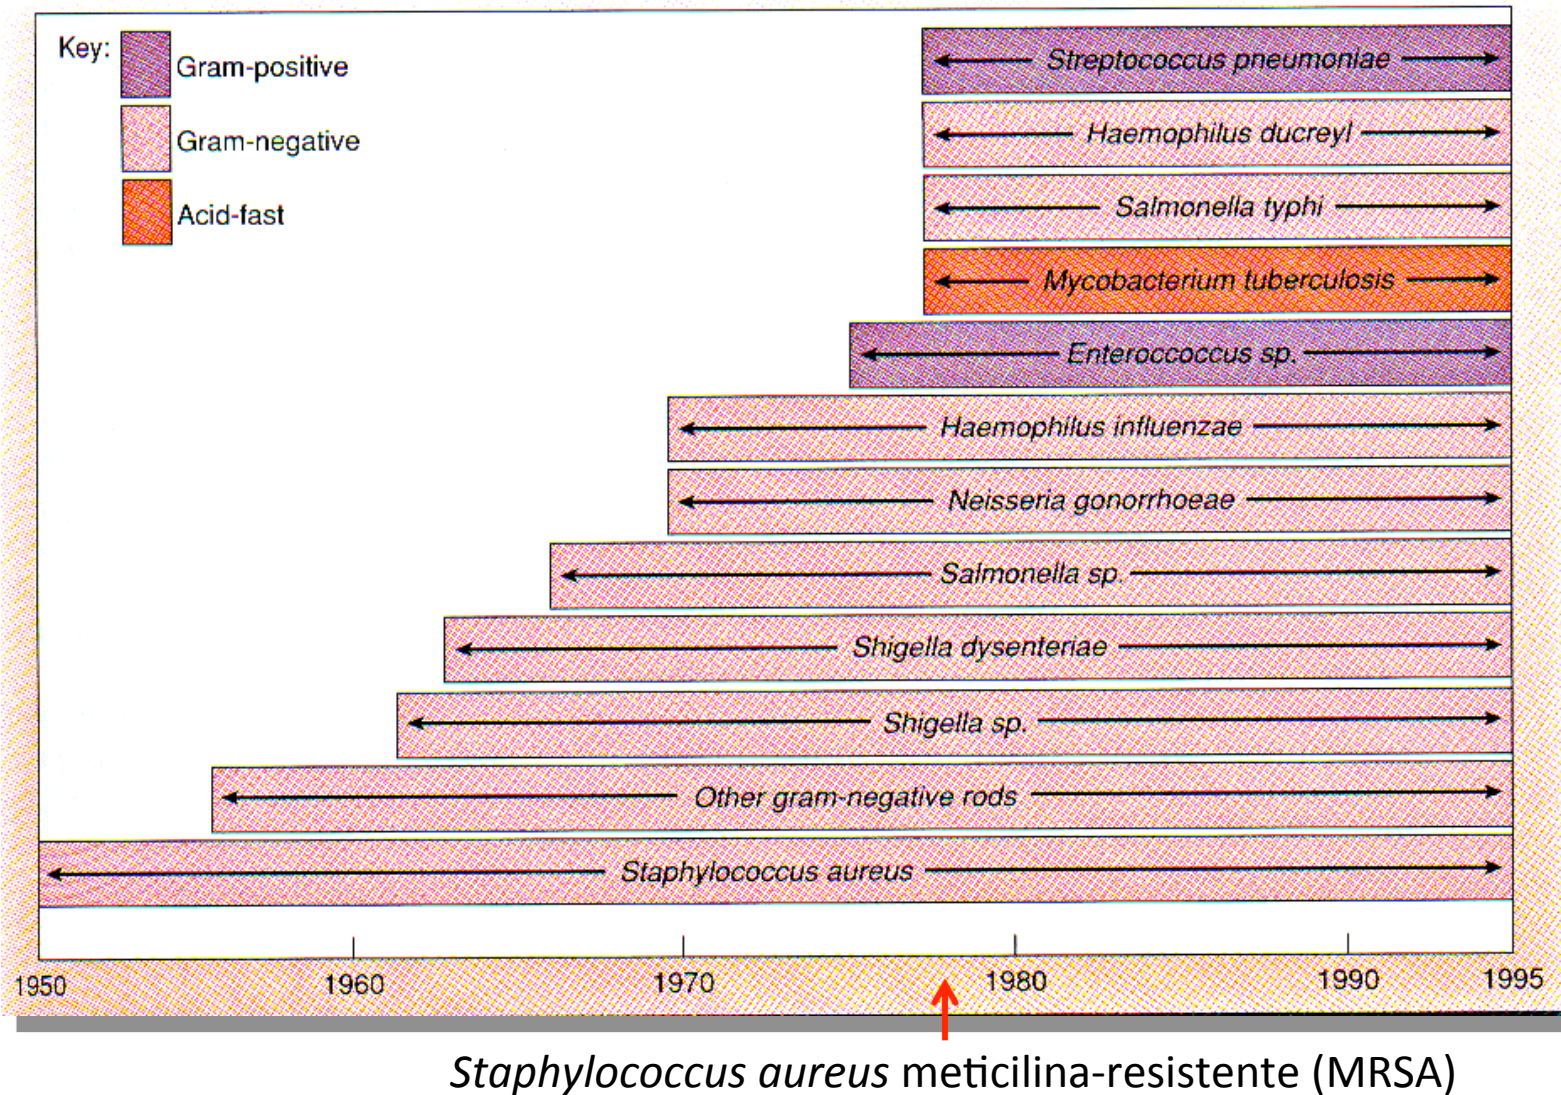 Key:
Gram-positive
Gram-negative
Acid-fast
Streptococcus pneumoniae
Haemophilus ducreyl
Salmonella typhi
Mycobacterium tuberculosis
Enteroccoccus sp.
Haemophilus influenzae
Neisseria gonorrhoeae
Salmonella sp.
Shigella dysenteriae
Shigella sp.
Other gram-negative rods
Staphylococcus aureus
1950 1960 1970 1980 1990 1995
Staphylococcus aureus meticilina-resistente (MRSA)